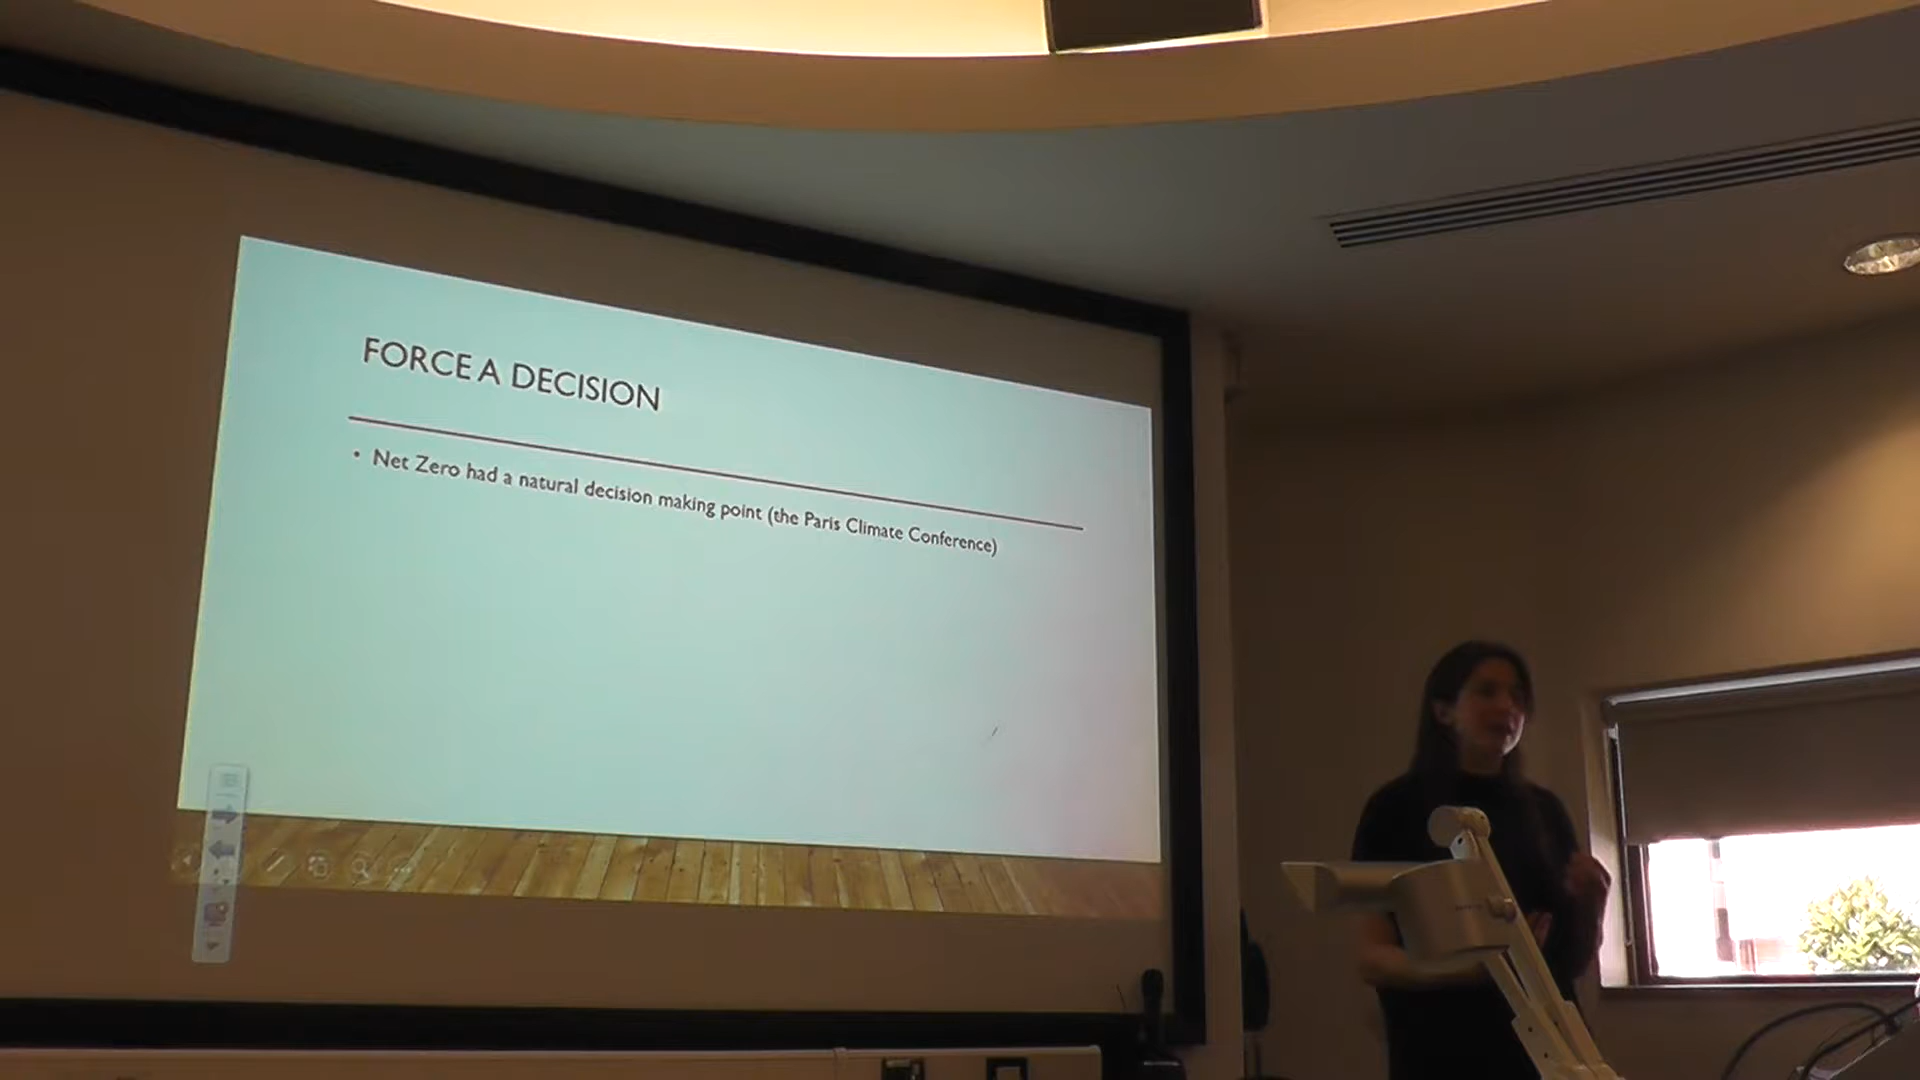 FORCE A DECISION
• Net Zero had a natural decision making point (the Paris Climate Conference)